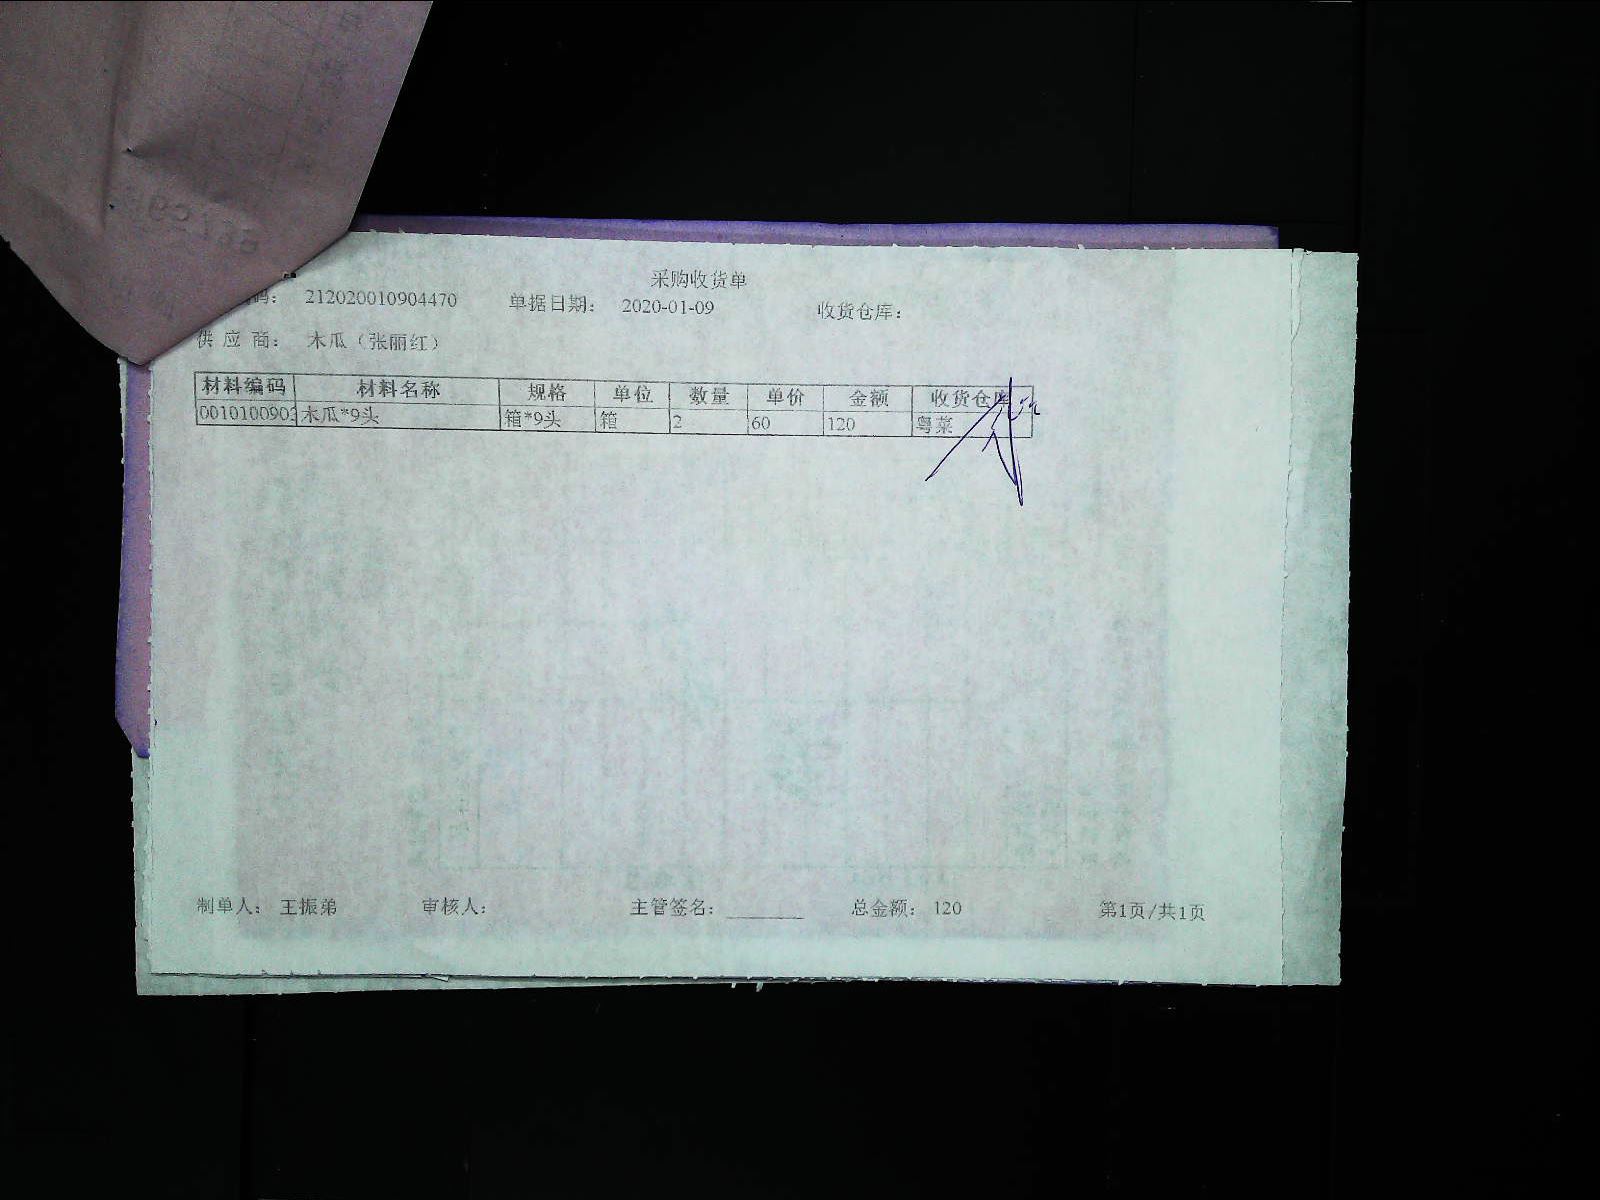 采购收货单
码： 212020010904470 单据日期： 2020-01-09 收货仓库：
供 应 商： 木瓜（张丽红）
材料编码 材料名称 规格 单位 数量 单价 金额 收货仓库
001010090 木瓜*9头 箱*9头 箱 2 60 120 粤菜
制单人： 王振弟 审核人： 主管签名： 总金额： 120 第1页/共1页